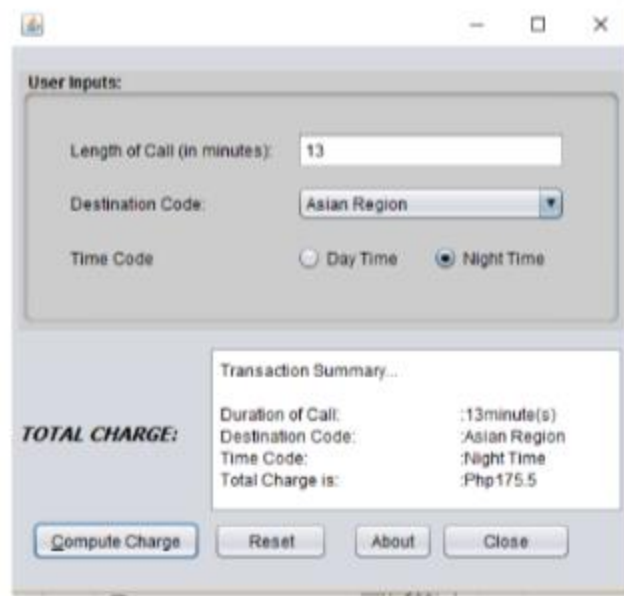 User Inputs:
Length of Call (in minutes): 13
Destination Code: Asian Region
Time Code Day Time Night Time
TOTAL CHARGE:
Transaction Summary...
Duration of Call: :13minute(s)
Destination Code: :Asian Region
Time Code: :Night Time
Total Charge is: :Php175.5
Compute Charge Reset About Close